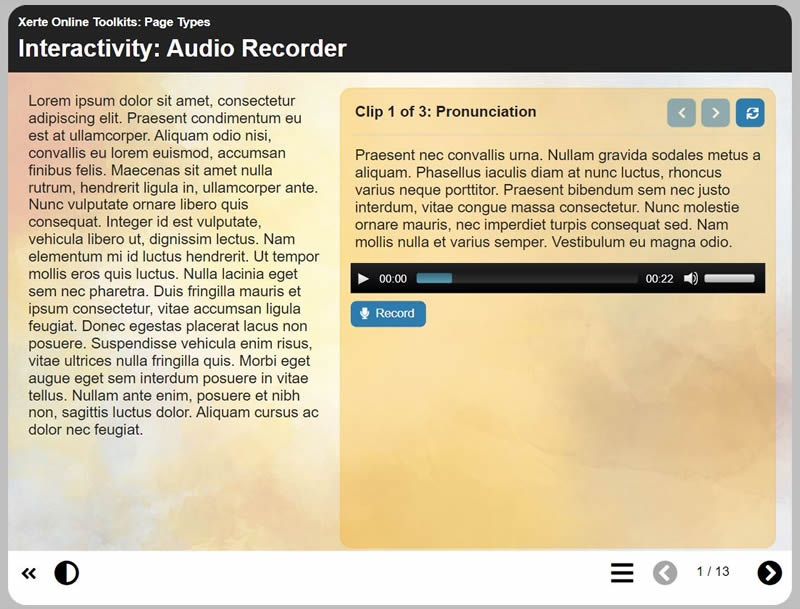 Xerte Online Toolkits: Page Types
Interactivity: Audio Recorder
Lorem ipsum dolor sit amet, consectetur
adipiscing elit. Praesent condimentum eu
est at ullamcorper. Aliquam odio nisi,
convallis eu lorem euismod, accumsan
finibus felis. Maecenas sit amet nulla
rutrum, hendrerit ligula in, ullamcorper ante.
Nunc vulputate ornare libero quis
consequat. Integer id est vulputate,
vehicula libero ut, dignissim lectus. Nam
elementum mi id luctus hendrerit. Ut tempor
mollis eros quis luctus. Nulla lacinia eget
sem nec pharetra. Duis fringilla mauris et
ipsum consectetur, vitae accumsan ligula
feugiat. Donec egestas placerat lacus non
posuere. Suspendisse vehicula enim risus,
vitae ultrices nulla fringilla quis. Morbi eget
augue eget sem interdum posuere in vitae
tellus. Nullam ante enim, posuere et nibh
non, sagittis luctus dolor. Aliquam cursus ac
dolor nec feugiat.
Clip 1 of 3: Pronunciation
Praesent nec convallis urna. Nullam gravida sodales metus a
aliquam. Phasellus iaculis diam at nunc luctus, rhoncus
varius neque porttitor. Praesent bibendum sem nec justo
interdum, vitae congue massa consectetur. Nunc molestie
ornare mauris, nec imperdiet turpis consequat sed. Nam
mollis nulla et varius semper. Vestibulum eu magna odio.
00:00 00:22
Record
1 / 13